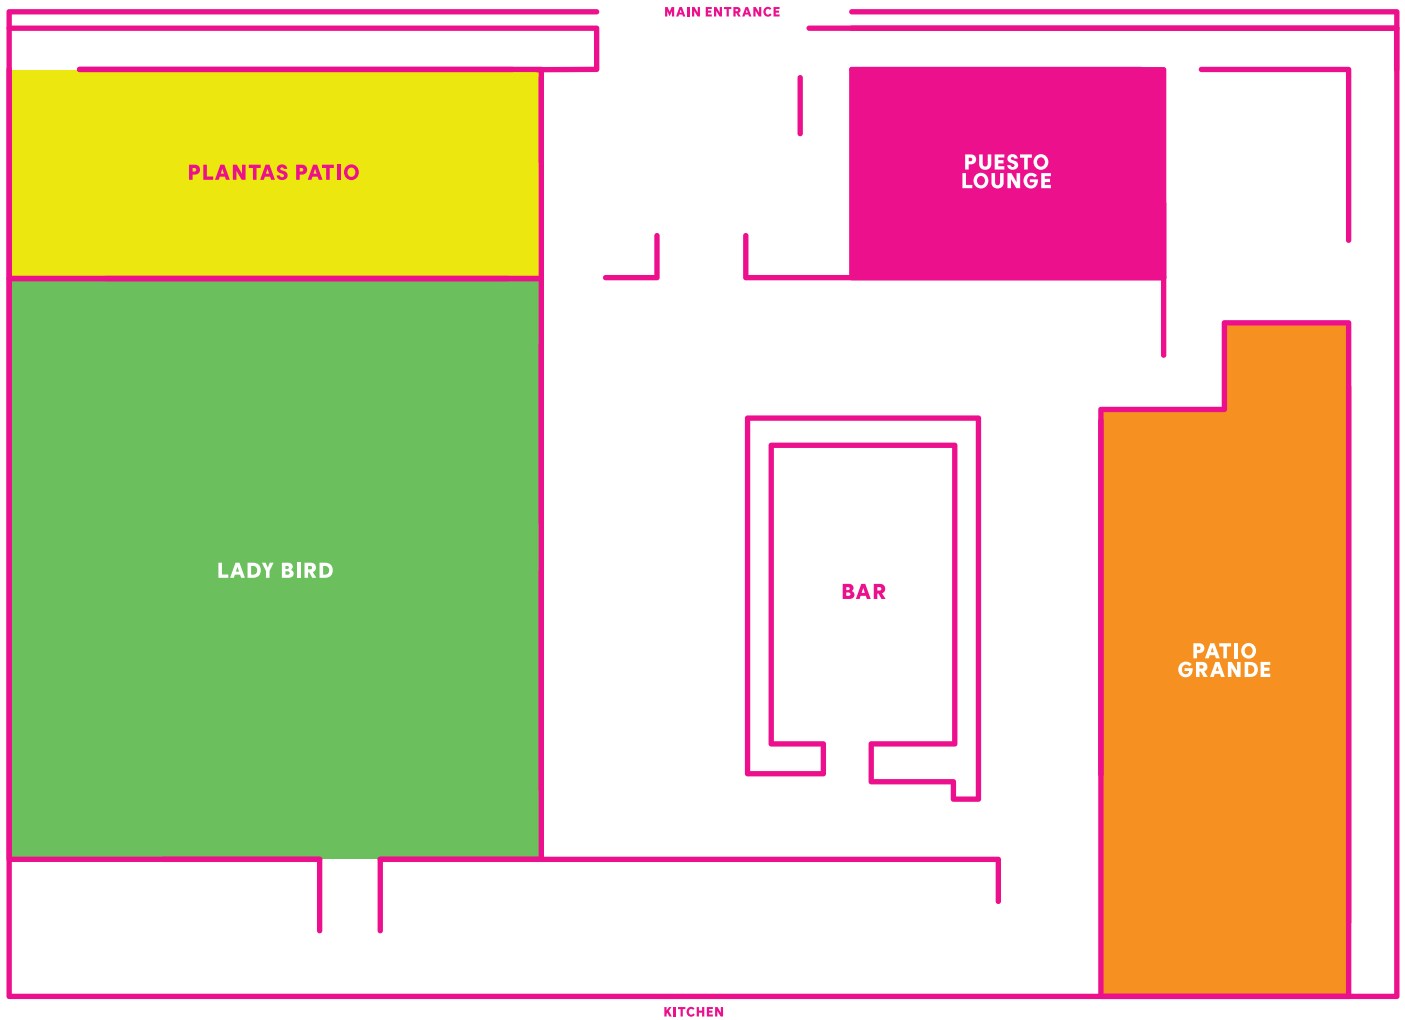 MAIN ENTRANCE
PLANTAS PATIO
PUESTO
LOUNGE
LADY BIRD
BAR
PATIO
GRANDE
KITCHEN